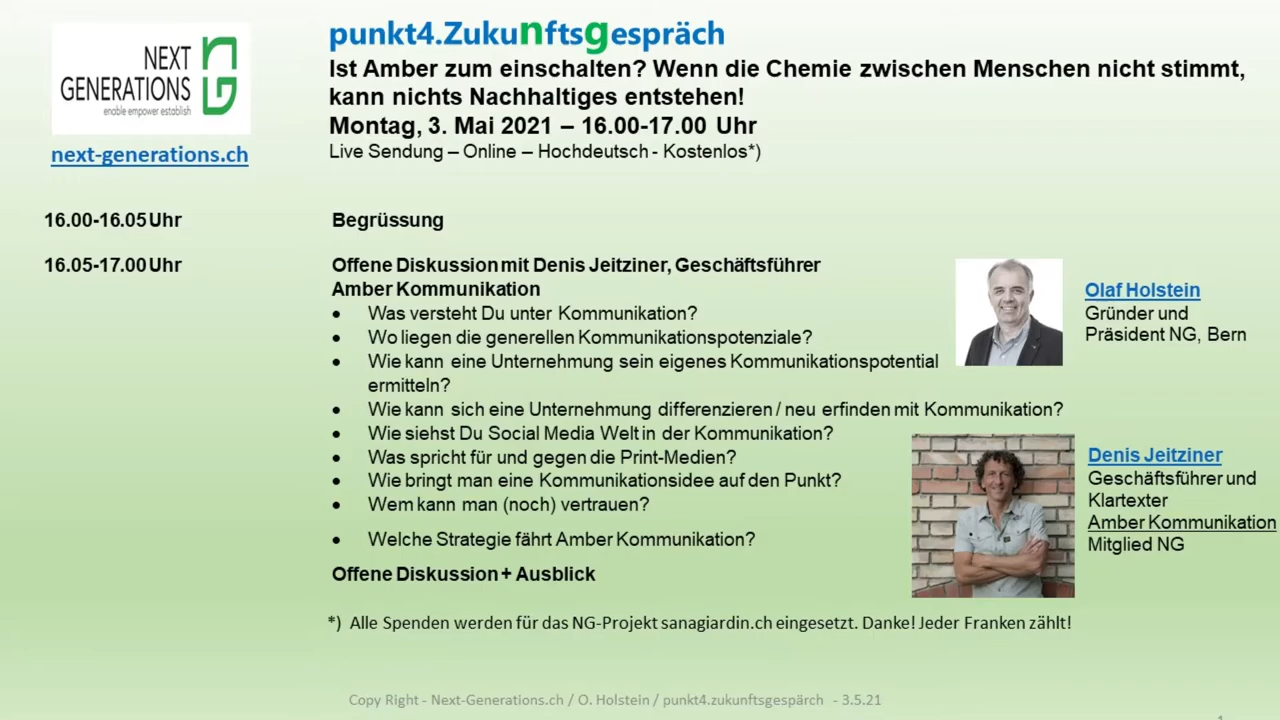 NEXT
GENERATIONS
enable empower establish
next-generations.ch
punkt4.Zukunftsgespräch
Ist Amber zum einschalten? Wenn die Chemie zwischen Menschen nicht stimmt,
kann nichts Nachhaltiges entstehen!
Montag, 3. Mai 2021 – 16.00-17.00 Uhr
Live Sendung – Online – Hochdeutsch - Kostenlos*)
16.00-16.05 Uhr Begrüssung
16.05-17.00 Uhr Offene Diskussion mit Denis Jeitziner, Geschäftsführer
Amber Kommunikation
• Was versteht Du unter Kommunikation?
• Wo liegen die generellen Kommunikationspotenziale?
• Wie kann eine Unternehmung sein eigenes Kommunikationspotential
ermitteln?
• Wie kann sich eine Unternehmung differenzieren / neu erfinden mit Kommunikation?
• Wie siehst Du Social Media Welt in der Kommunikation?
• Was spricht für und gegen die Print-Medien?
• Wie bringt man eine Kommunikationsidee auf den Punkt?
• Wem kann man (noch) vertrauen?
• Welche Strategie fährt Amber Kommunikation?
Offene Diskussion + Ausblick
Olaf Holstein
Gründer und
Präsident NG, Bern
Denis Jeitziner
Geschäftsführer und
Klartexter
Amber Kommunikation
Mitglied NG
*) Alle Spenden werden für das NG-Projekt sanagiardin.ch eingesetzt. Danke! Jeder Franken zählt!
Copy Right - Next-Generations.ch / O. Holstein / punkt4.zukunftsgespärch - 3.5.21